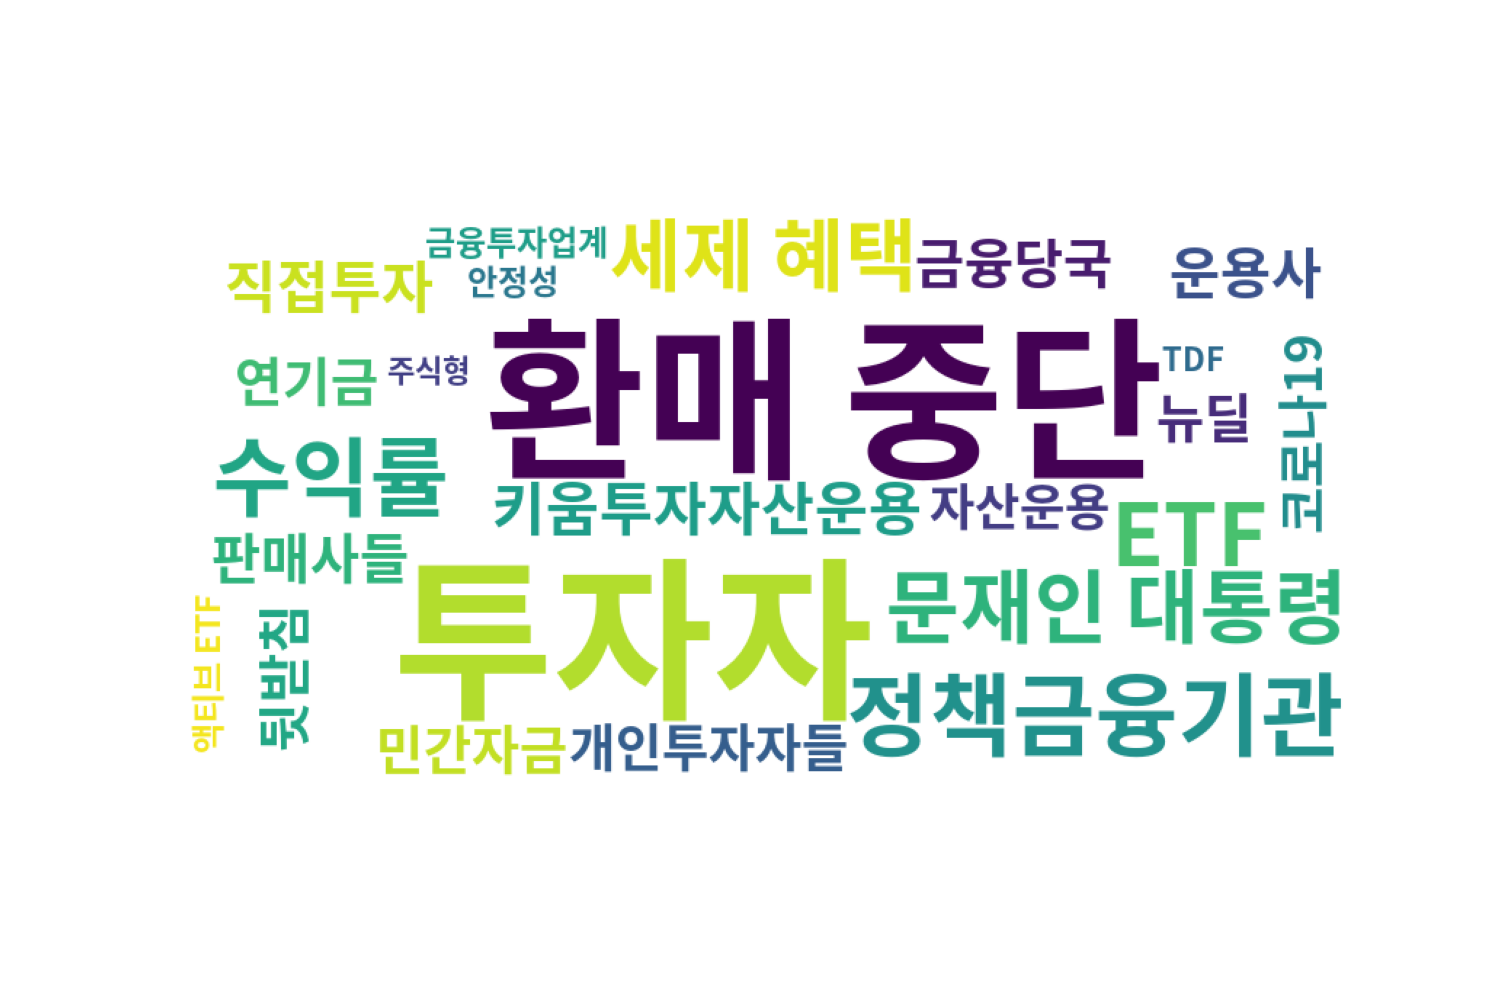 금융투자업계
세제 혜택
금융당국
운용사
직접투자
안정성
환매 중단
연기금
주식형
TDF
뉴딜
코로나19
수익률
키움투자자산운용
자산운용
ETF
판매사들
투자자
문재인 대통령
액티브 ETF
뒷받침
정책금융기관
민간자금
개인투자자들